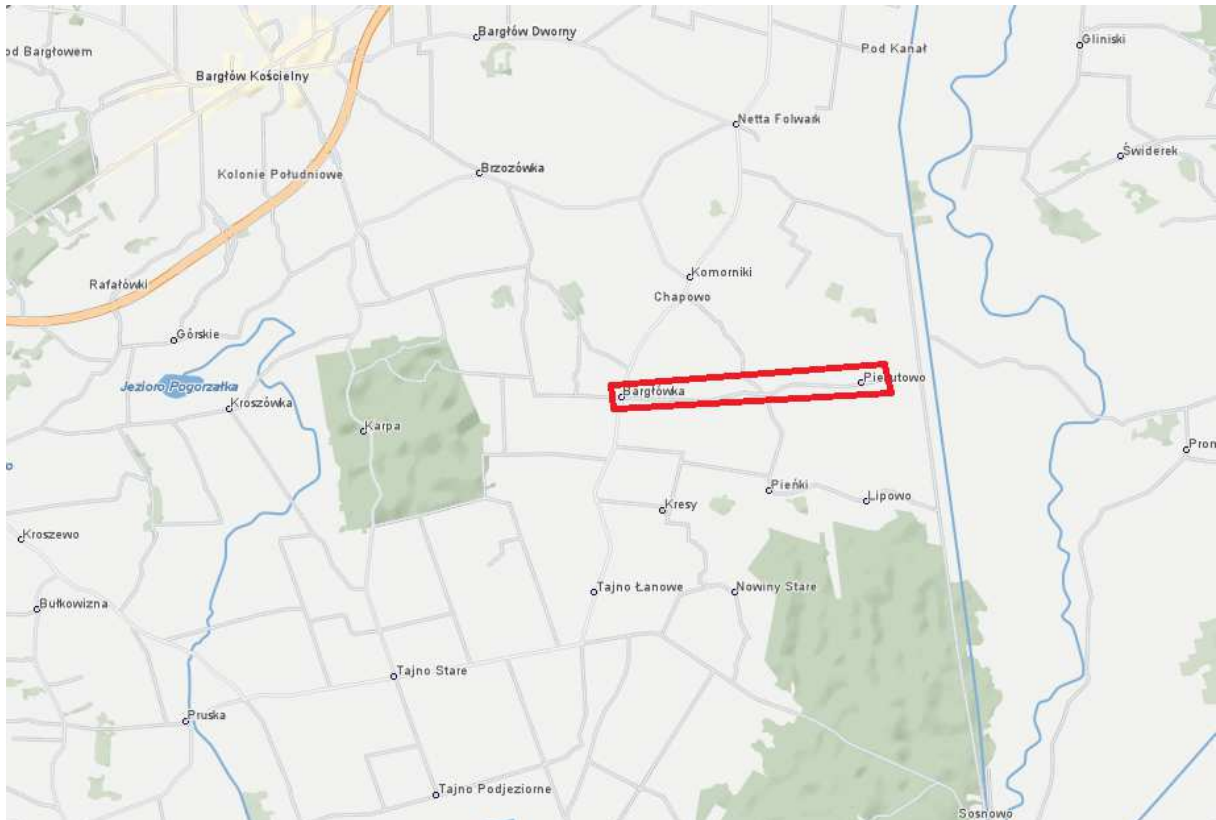 Bargłów Dworny
Gliniski
Pod Kanał
od Bargłowem
Bargłów Kościelny
Netta Folwark
Świderek
Brzozówka
Kolonie Południowe
Komorniki
Rafałówki
Chapowo
Górskie
Jezioro Pogorzałka
Bargłówka
Kroszówka
Karpa
Pron
Pieńki
Lipowo
Kresy
Kroszewo
Tajno Łanowe
Nowiny Stare
Bułkowizna
Tajno Stare
Pruska
Tajno Podjeziorne
Sosnowo